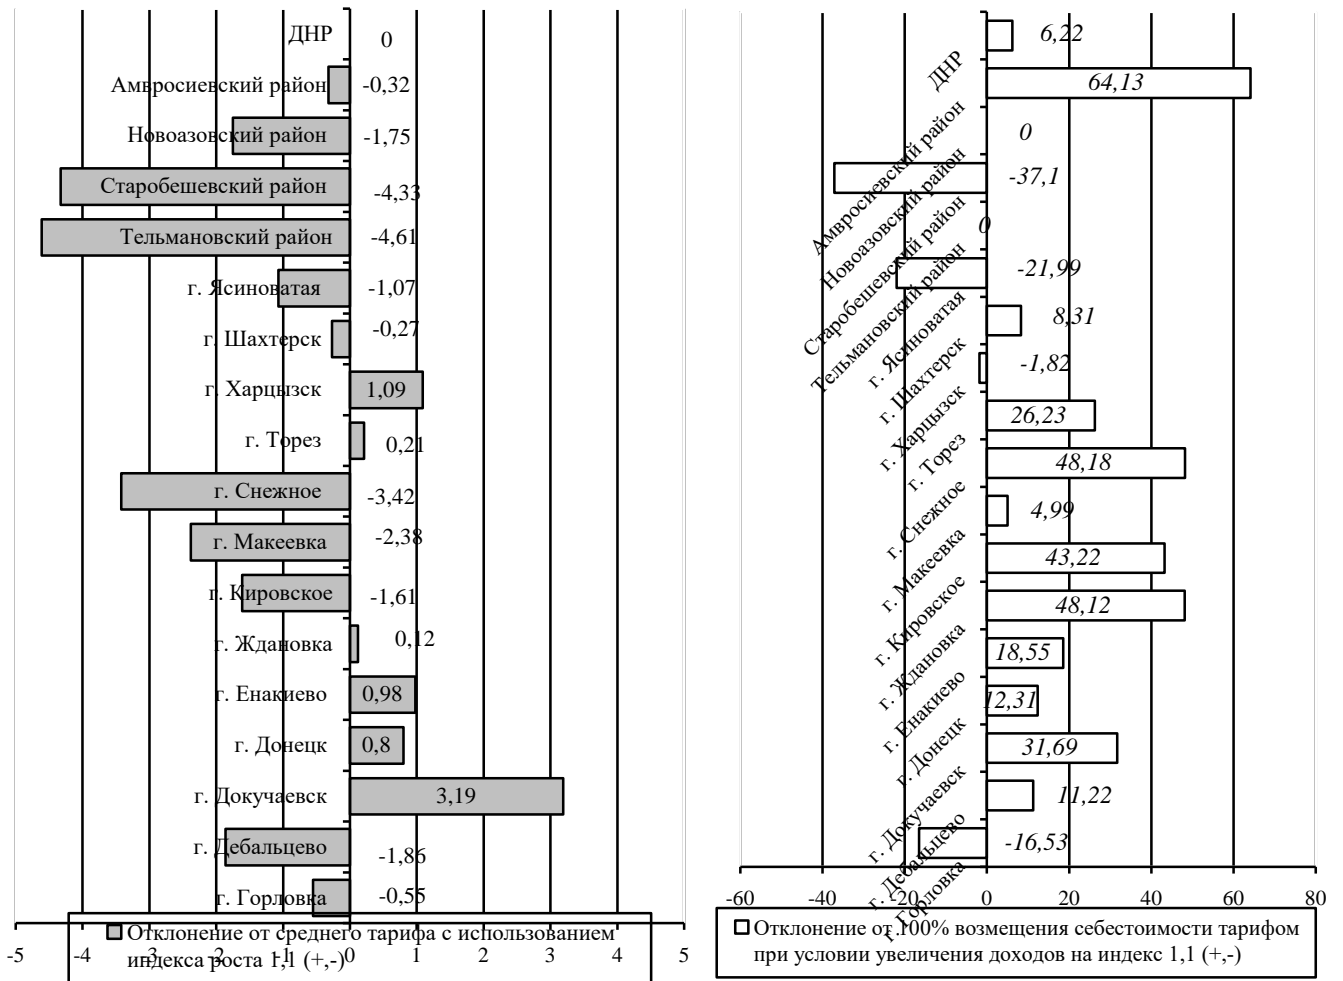 ДНР 0
Амвросиевский район -0,32
Новоазовский район -1,75
Старобешевский район -4,33
Тельмановский район -4,61
г. Ясиноватая -1,07
г. Шахтерск -0,27
г. Харцызск 1,09
г. Торез 0,21
г. Снежное -3,42
г. Макеевка -2,38
г. Кировское -1,61
г. Ждановка 0,12
г. Енакиево 0,98
г. Донецк 0,8
г. Докучаевск 3,19
г. Дебальцево -1,86
г. Горловка -0,55
-5 -4 -3 -2 -1 0 1 2 3 4 5
Отклонение от среднего тарифа с использованием
индекса роста 1,1 (+,-)
6,22
64,13
0
-37,1
0
-21,99
8,31
-1,82
26,23
48,18
4,99
43,22
48,12
18,55
12,31
31,69
11,22
-16,53
ДНР
Амвросиевский район
Новоазовский район
Старобешевский район
Тельмановский район
г. Ясиноватая
г. Шахтерск
г. Харцызск
г. Торез
г. Снежное
г. Макеевка
г. Кировское
г. Ждановка
г. Енакиево
г. Донецк
г. Докучаевск
г. Дебальцево
г. Горловка
-60 -40 -20 0 20 40 60 80
Отклонение от 100% возмещения себестоимости тарифом
при условии увеличения доходов на индекс 1,1 (+,-)